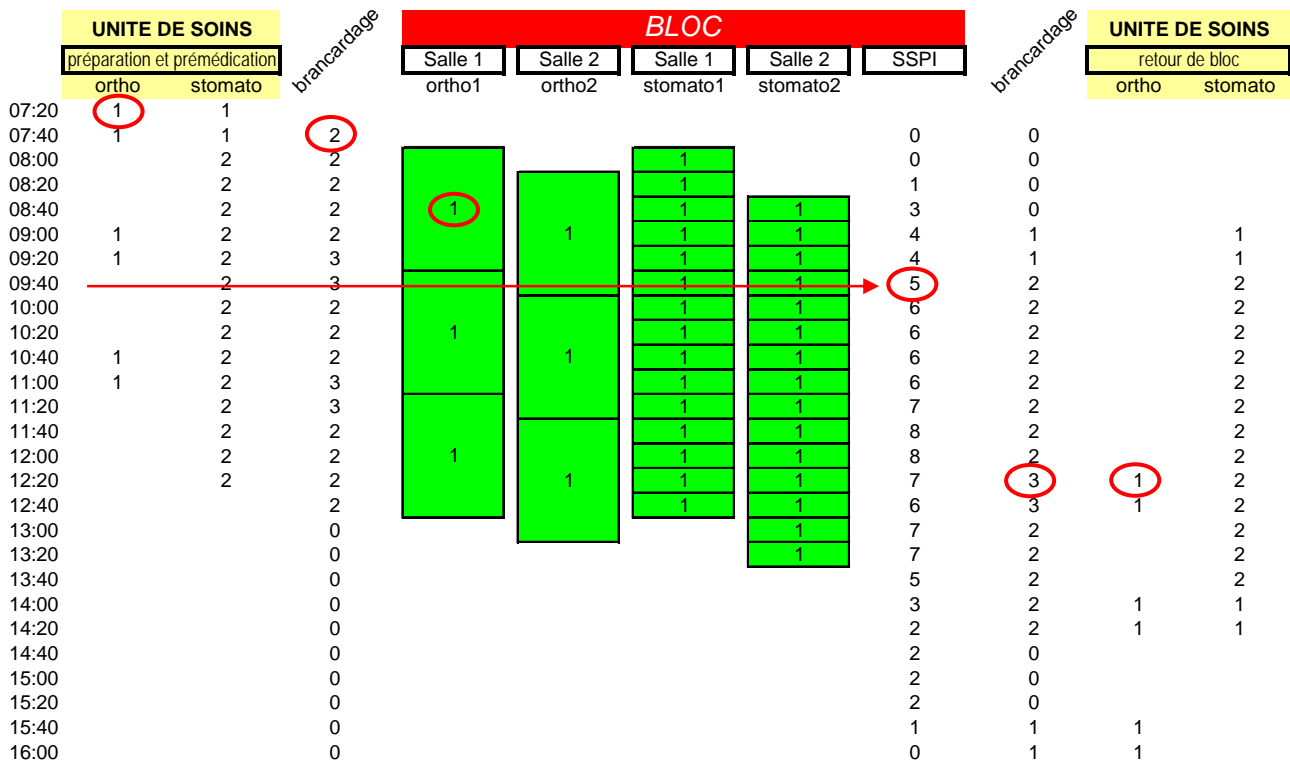 UNITE DE SOINS brancardage BLOC brancardage UNITE DE SOINS
préparation et prémédication Salle 1 Salle 2 Salle 1 Salle 2 SSPI retour de bloc
ortho stomato ortho1 ortho2 stomato1 stomato2 ortho stomato
07:20 1 1
07:40 1 1 2 0 0
08:00 2 2 1 0 0
08:20 2 2 1 1 0
08:40 2 2 1 1 1 3 0
09:00 1 2 2 1 1 1 4 1 1
09:20 1 2 3 1 1 4 1 1
09:40 2 3 1 1 5 2 2
10:00 2 2 1 1 6 2 2
10:20 2 2 1 1 1 6 2 2
10:40 1 2 2 1 1 1 6 2 2
11:00 1 2 3 1 1 6 2 2
11:20 2 3 1 1 7 2 2
11:40 2 2 1 1 8 2 2
12:00 2 2 1 1 1 8 2 2
12:20 2 2 1 1 1 7 3 1 2
12:40 2 1 1 6 3 1 2
13:00 0 1 7 2 2
13:20 0 1 7 2 2
13:40 0 5 2 2
14:00 0 3 2 1 1
14:20 0 2 2 1 1
14:40 0 2 0
15:00 0 2 0
15:20 0 2 0
15:40 0 1 1 1
16:00 0 0 1 1